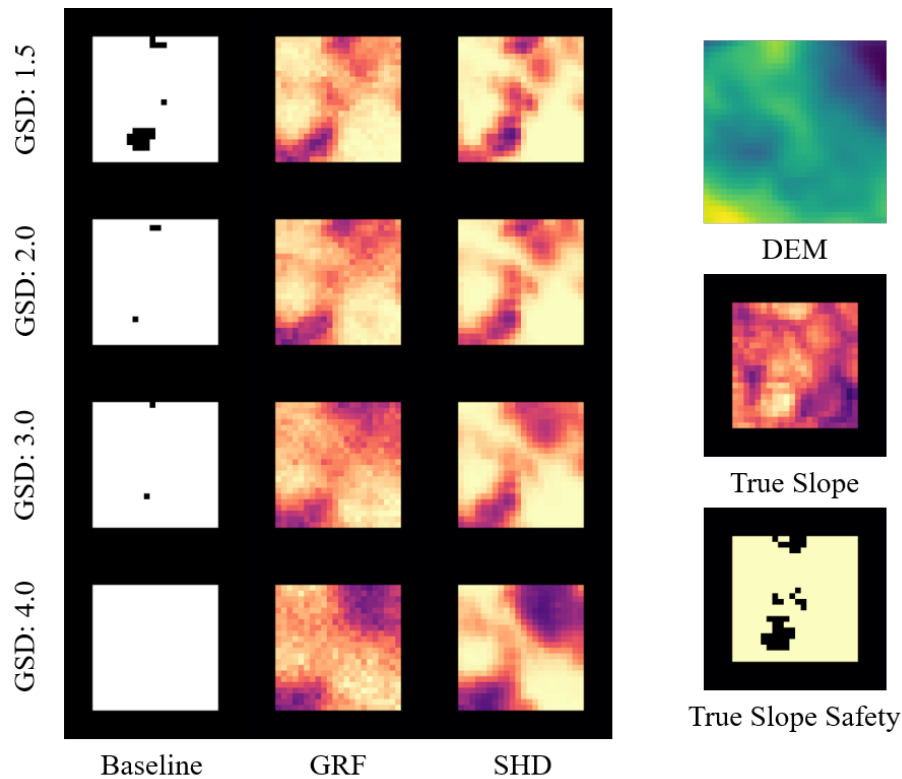 GSD: 1.5
GSD: 2.0
GSD: 3.0
GSD: 4.0
Baseline
GRF
SHD
DEM
True Slope
True Slope Safety